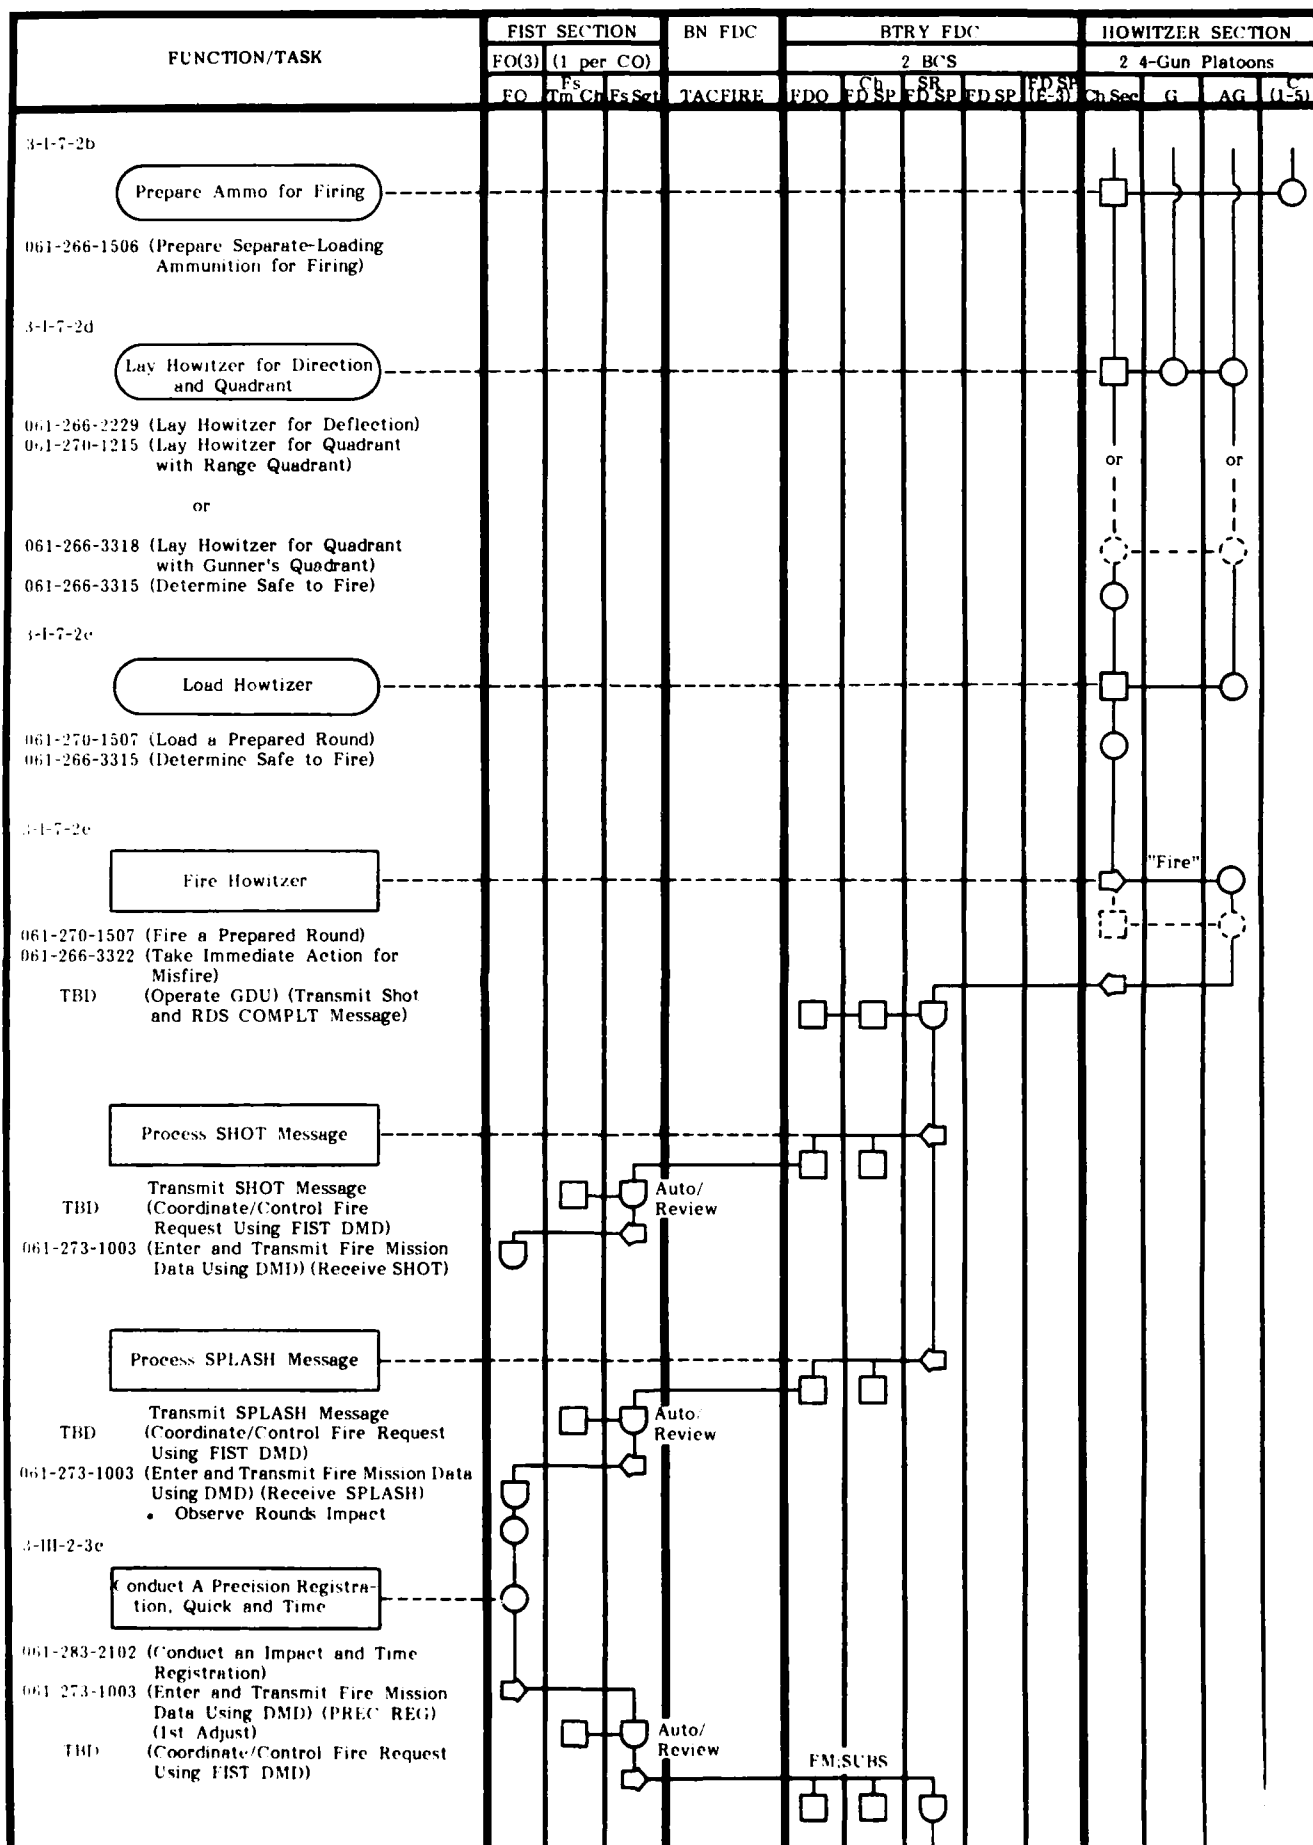 FUNCTION/TASK
FIST SECTION
BN FDC
BTRY FDC
HOWITZER SECTION
FO(3)
(1 per CO)
2 BCS
2 4-Gun Platoons
FO
Fs
Tm Ch
Fs Sgt
TACFIRE
FDO
Ch
FD SP
SR
FD SP
FD SP
FD SP
(E-3)
Ch Sec
G
AG
C
(1-5)
3-I-7-2b
Prepare Ammo for Firing
061-266-1506 (Prepare Separate-Loading
Ammunition for Firing)
3-I-7-2d
Lay Howitzer for Direction
and Quadrant
061-266-2229 (Lay Howitzer for Deflection)
061-270-1215 (Lay Howitzer for Quadrant
with Range Quadrant)
or
or
or
061-266-3318 (Lay Howitzer for Quadrant
with Gunner's Quadrant)
061-266-3315 (Determine Safe to Fire)
3-I-7-2e
Load Howtizer
061-270-1507 (Load a Prepared Round)
061-266-3315 (Determine Safe to Fire)
3-I-7-2e
Fire Howitzer
"Fire"
061-270-1507 (Fire a Prepared Round)
061-266-3322 (Take Immediate Action for
Misfire)
TBD (Operate GDU) (Transmit Shot
and RDS COMPLT Message)
Process SHOT Message
Transmit SHOT Message
TBD (Coordinate/Control Fire
Request Using FIST DMD)
Auto/
Review
061-273-1003 (Enter and Transmit Fire Mission
Data Using DMD) (Receive SHOT)
Process SPLASH Message
Transmit SPLASH Message
TBD (Coordinate/Control Fire Request
Using FIST DMD)
Auto/
Review
061-273-1003 (Enter and Transmit Fire Mission Data
Using DMD) (Receive SPLASH)
• Observe Rounds Impact
3-III-2-3e
Conduct A Precision Registra-
tion, Quick and Time
061-283-2102 (Conduct an Impact and Time
Registration)
061-273-1003 (Enter and Transmit Fire Mission
Data Using DMD) (PREC REG)
(1st Adjust)
TBD (Coordinate/Control Fire Request
Using FIST DMD)
Auto/
Review
FM;SUBS